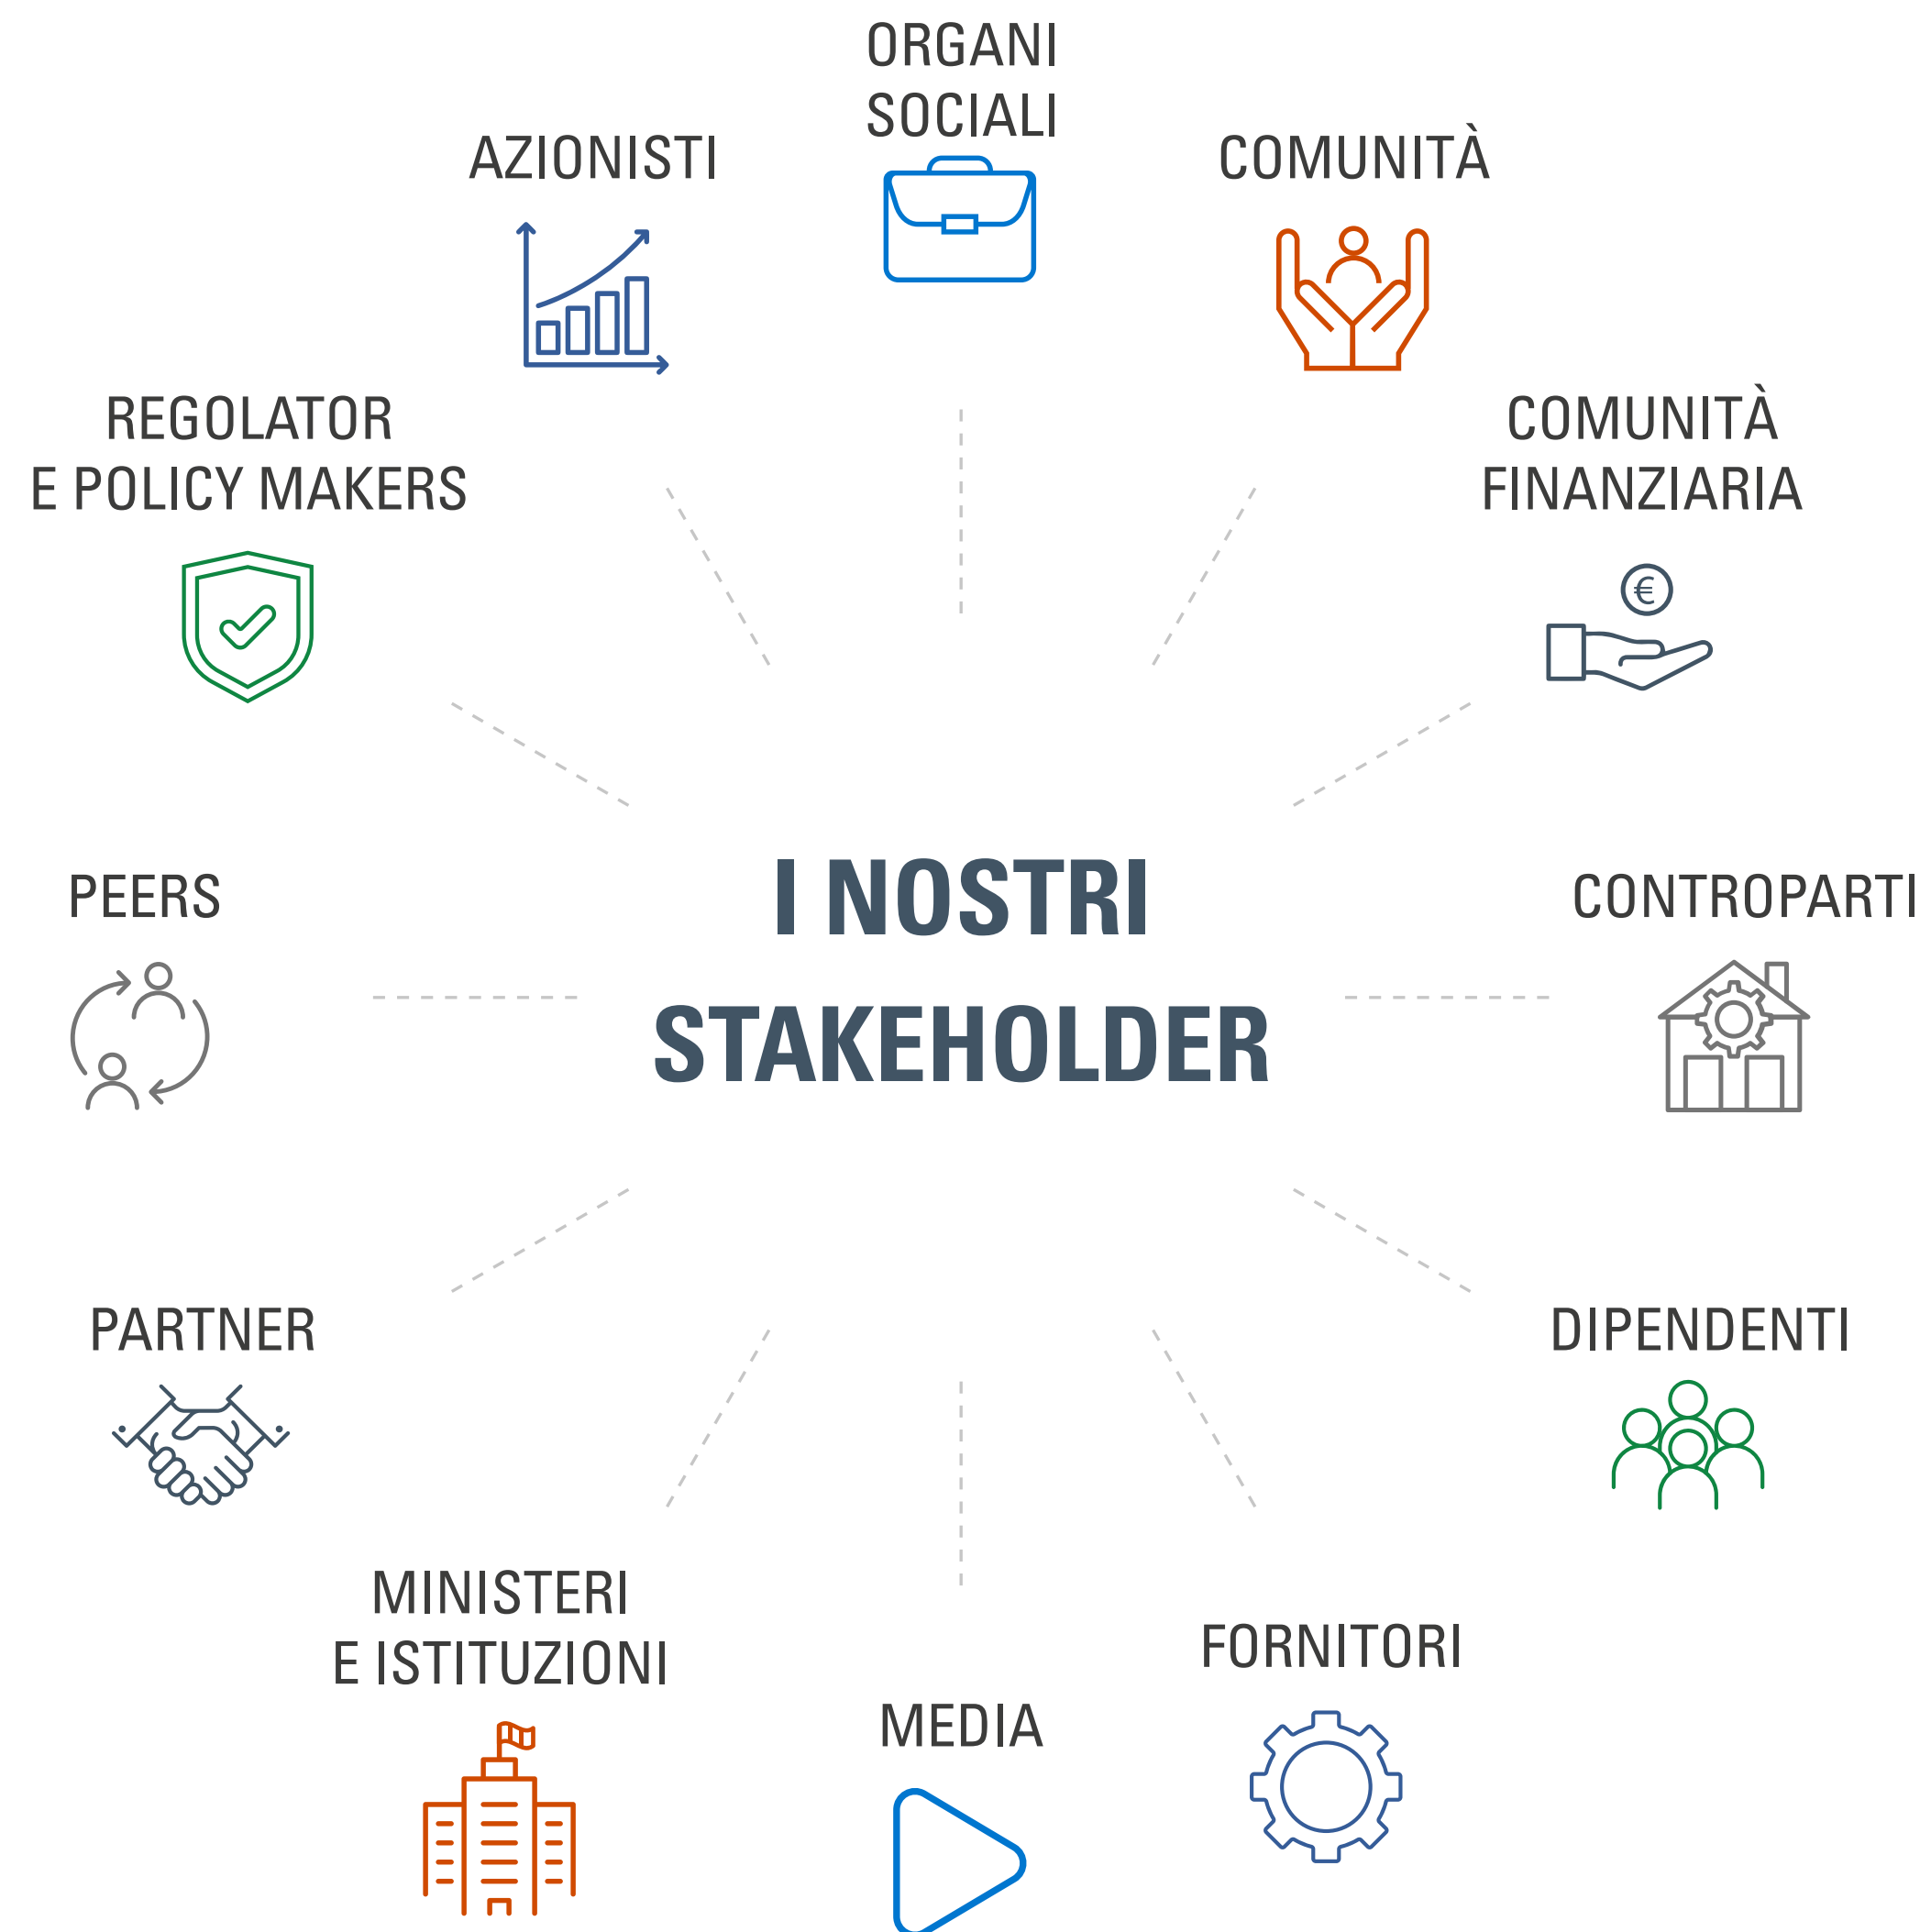 ORGANI
SOCIALI
AZIONISTI
COMUNITÀ
REGOLATOR
E POLICY MAKERS
COMUNITÀ
FINANZIARIA
€
PEERS
I NOSTRI
STAKEHOLDER
CONTROPARTI
PARTNER
DIPENDENTI
MINISTERI
E ISTITUZIONI
FORNITORI
MEDIA